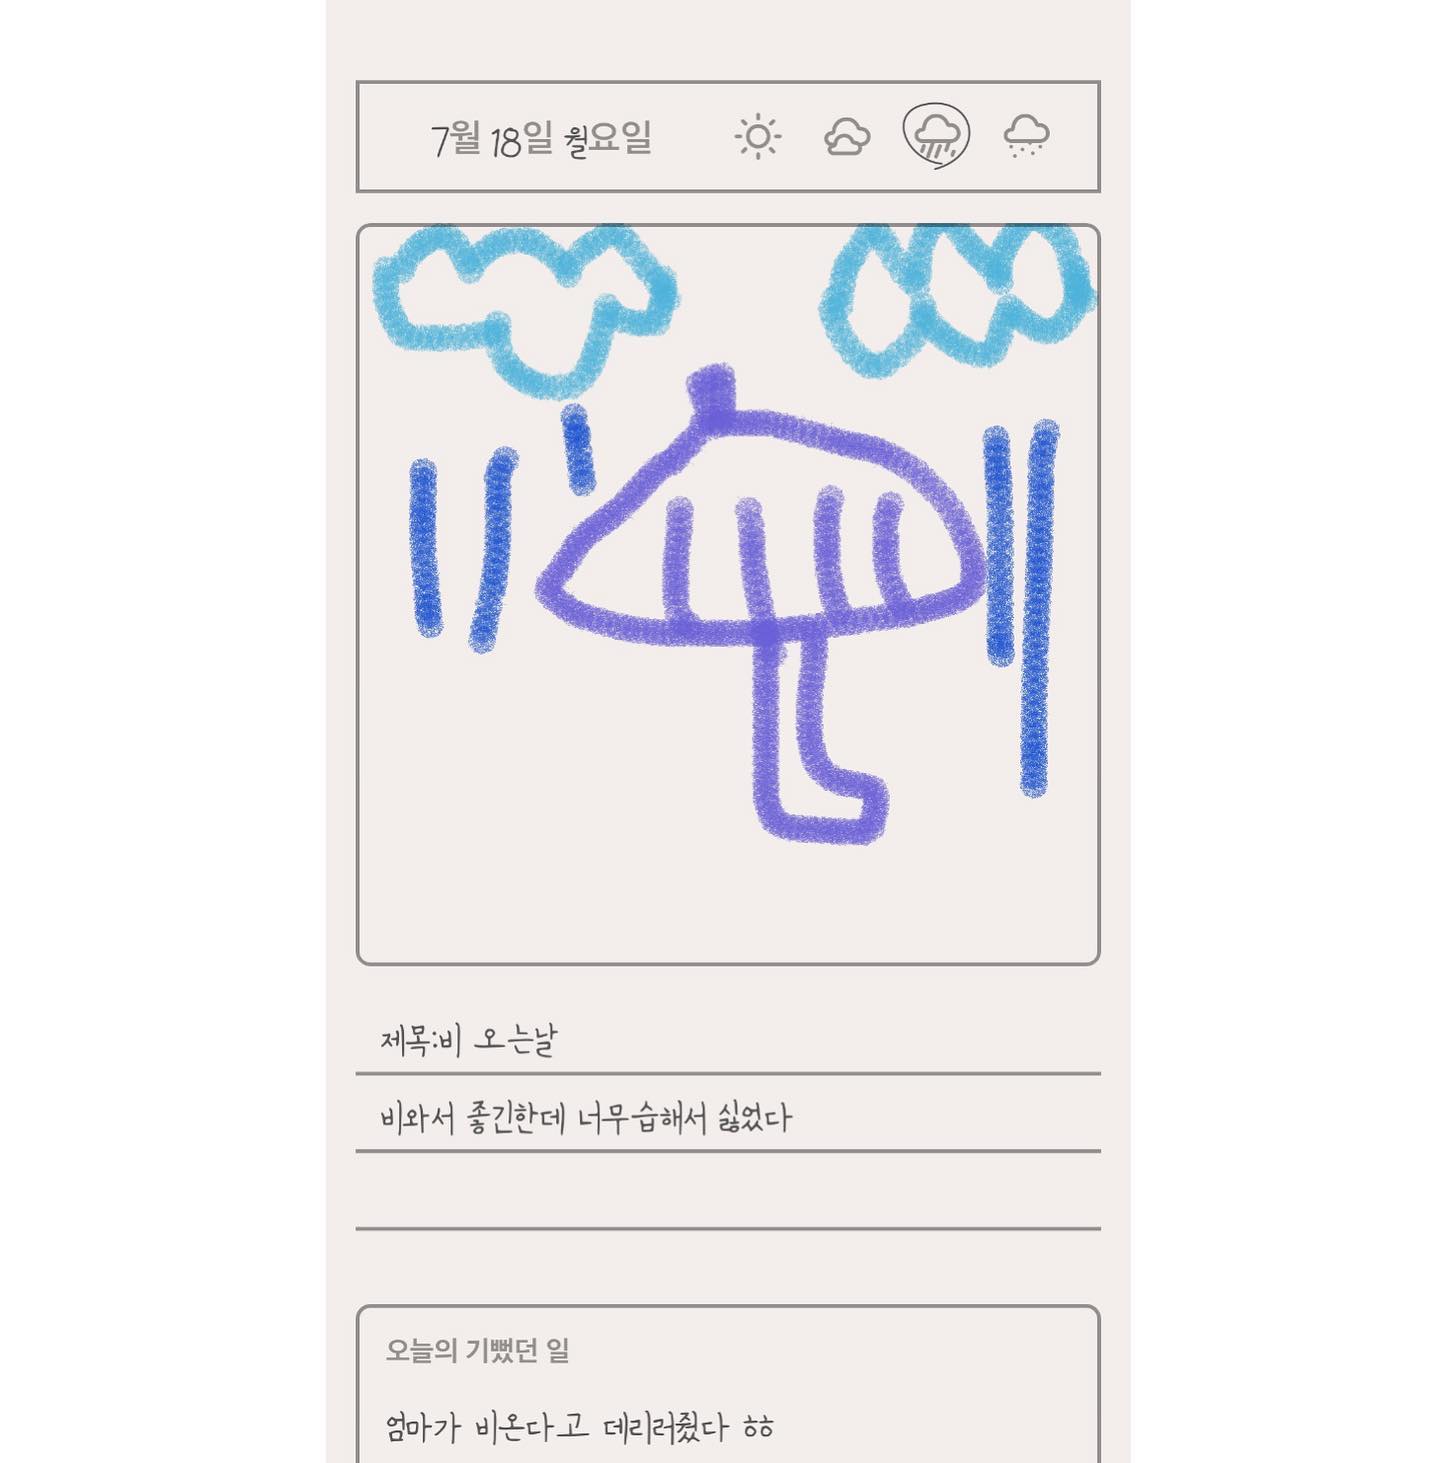 7월 18일 월요일
제목:비 오는날
비와서 좋긴한데 너무습해서 싫었다
오늘의 기뻤던 일
엄마가 비온다고 데리러줬다 ㅎㅎ